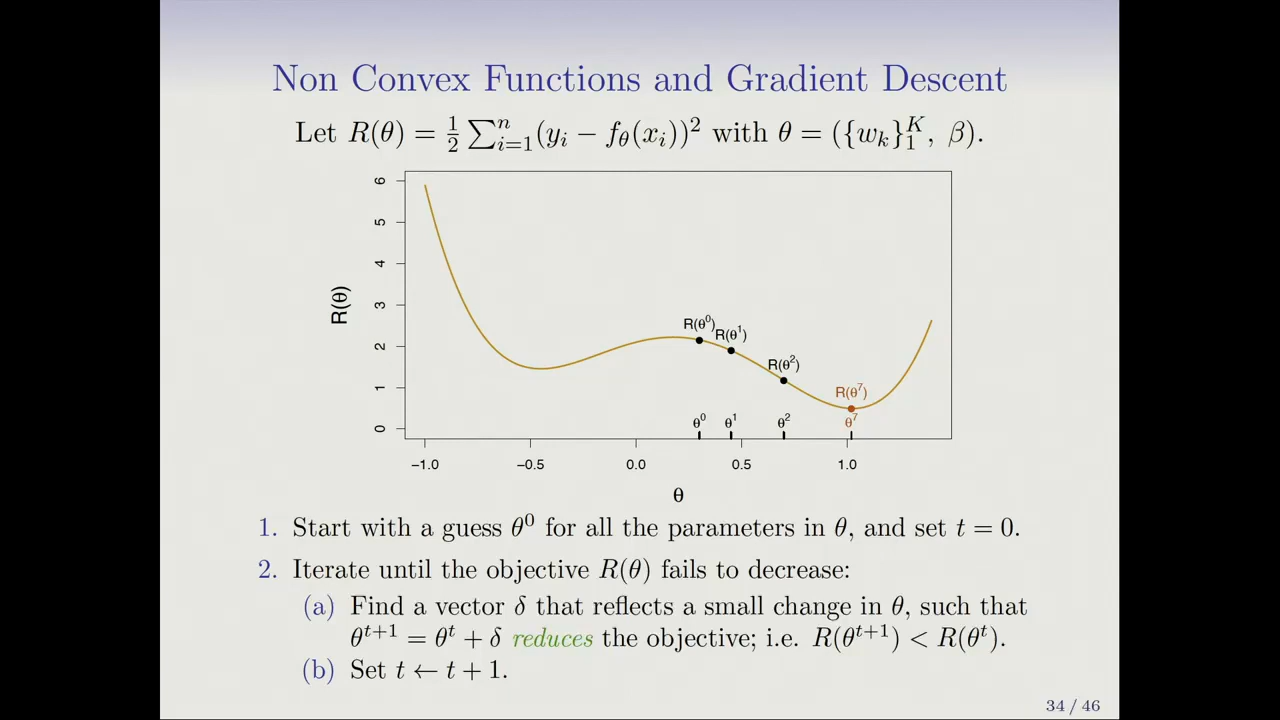 Non Convex Functions and Gradient Descent
Let R(θ) = ½ ∑ⁿᵢ₌₁(yᵢ − f_θ(xᵢ))² with θ = ({w_k}₁ᴷ, β).
6
5
4
3
2
1
0
R(θ)
R(θ⁰)
R(θ¹)
R(θ²)
R(θ⁷)
θ⁰ θ¹ θ² θ⁷
−1.0 −0.5 0.0 0.5 1.0
θ
1. Start with a guess θ⁰ for all the parameters in θ, and set t = 0.
2. Iterate until the objective R(θ) fails to decrease:
(a) Find a vector δ that reflects a small change in θ, such that
θᵗ⁺¹ = θᵗ + δ reduces the objective; i.e. R(θᵗ⁺¹) < R(θᵗ).
(b) Set t ← t + 1.
34 / 46